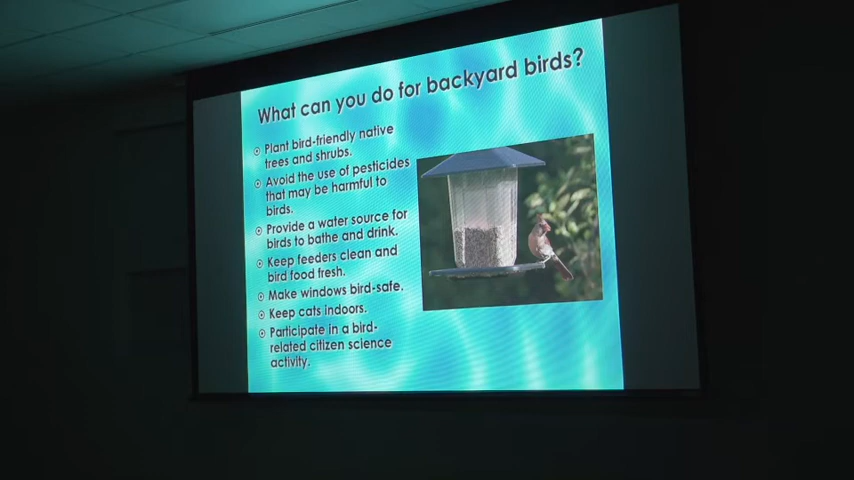 What can you do for backyard birds?
Plant bird-friendly native
trees and shrubs.
Avoid the use of pesticides
that may be harmful to
birds.
Provide a water source for
birds to bathe and drink.
Keep feeders clean and
bird food fresh.
Make windows bird-safe.
Keep cats indoors.
Participate in a bird-
related citizen science
activity.